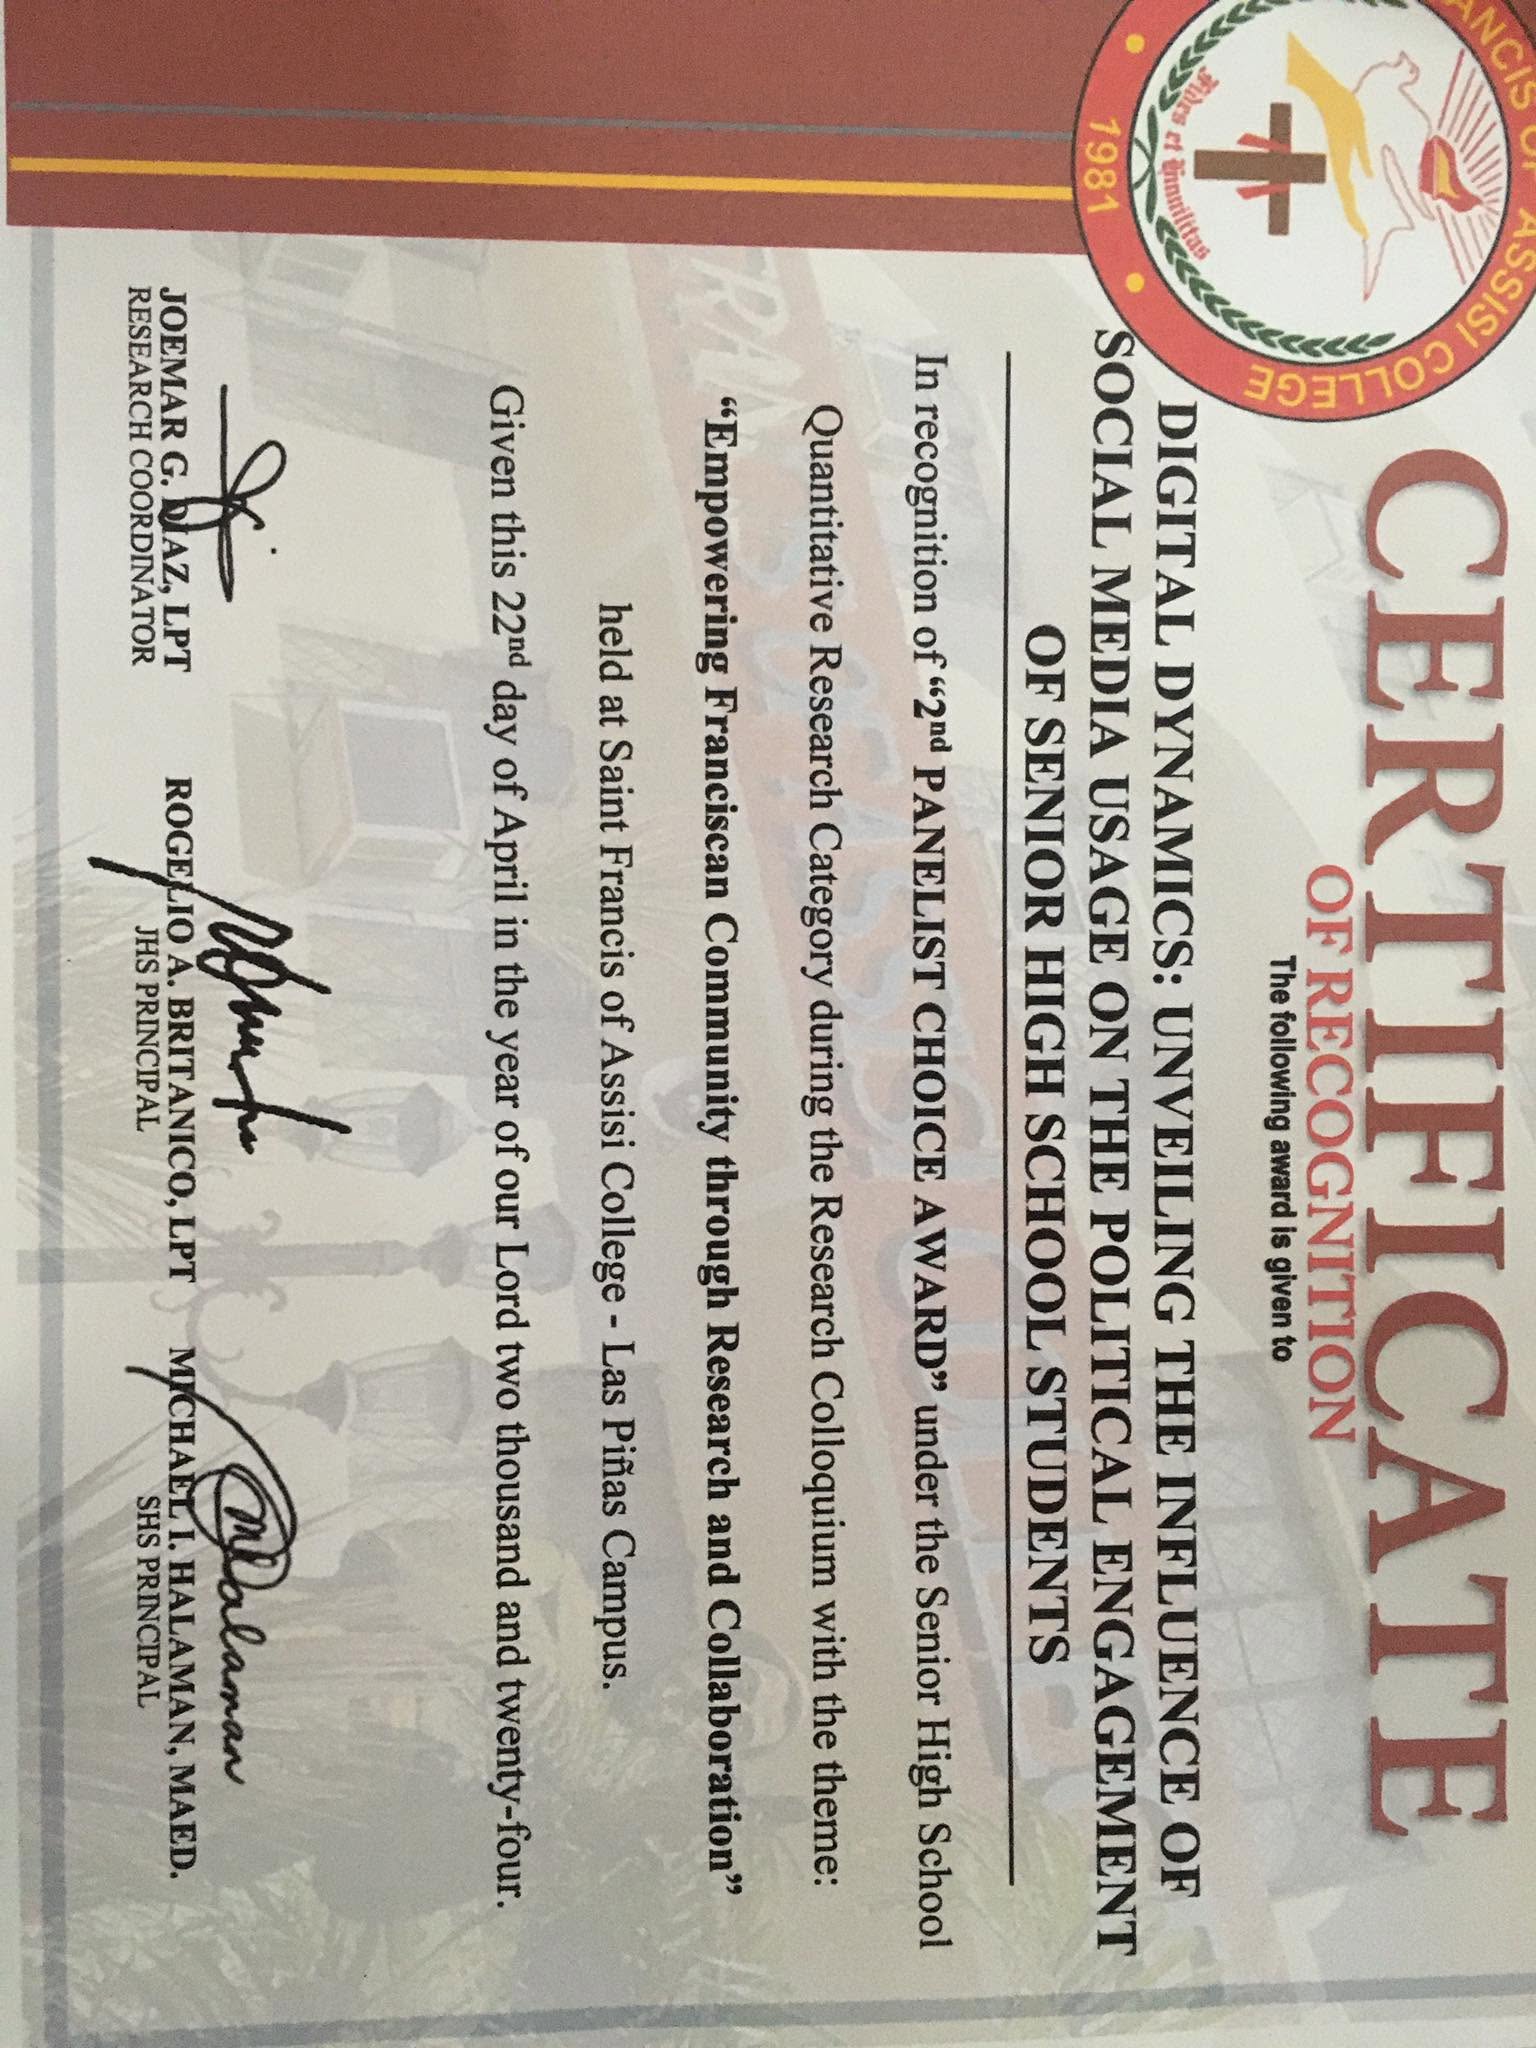 ANCIS OF ASSISI COLLEGE
1981
Fides et Humilitas
CERTIFICATE
OF RECOGNITION
The following award is given to
DIGITAL DYNAMICS: UNVEILING THE INFLUENCE OF
SOCIAL MEDIA USAGE ON THE POLITICAL ENGAGEMENT
OF SENIOR HIGH SCHOOL STUDENTS
In recognition of “2nd PANELIST CHOICE AWARD” under the Senior High School
Quantitative Research Category during the Research Colloquium with the theme:
“Empowering Franciscan Community through Research and Collaboration”
held at Saint Francis of Assisi College - Las Piñas Campus.
Given this 22nd day of April in the year of our Lord two thousand and twenty-four.
JOEMAR G. DIAZ, LPT ROGELIO A. BRITANICO, LPT MICHAEL I. HALAMAN, MAED.
RESEARCH COORDINATOR JHS PRINCIPAL SHS PRINCIPAL